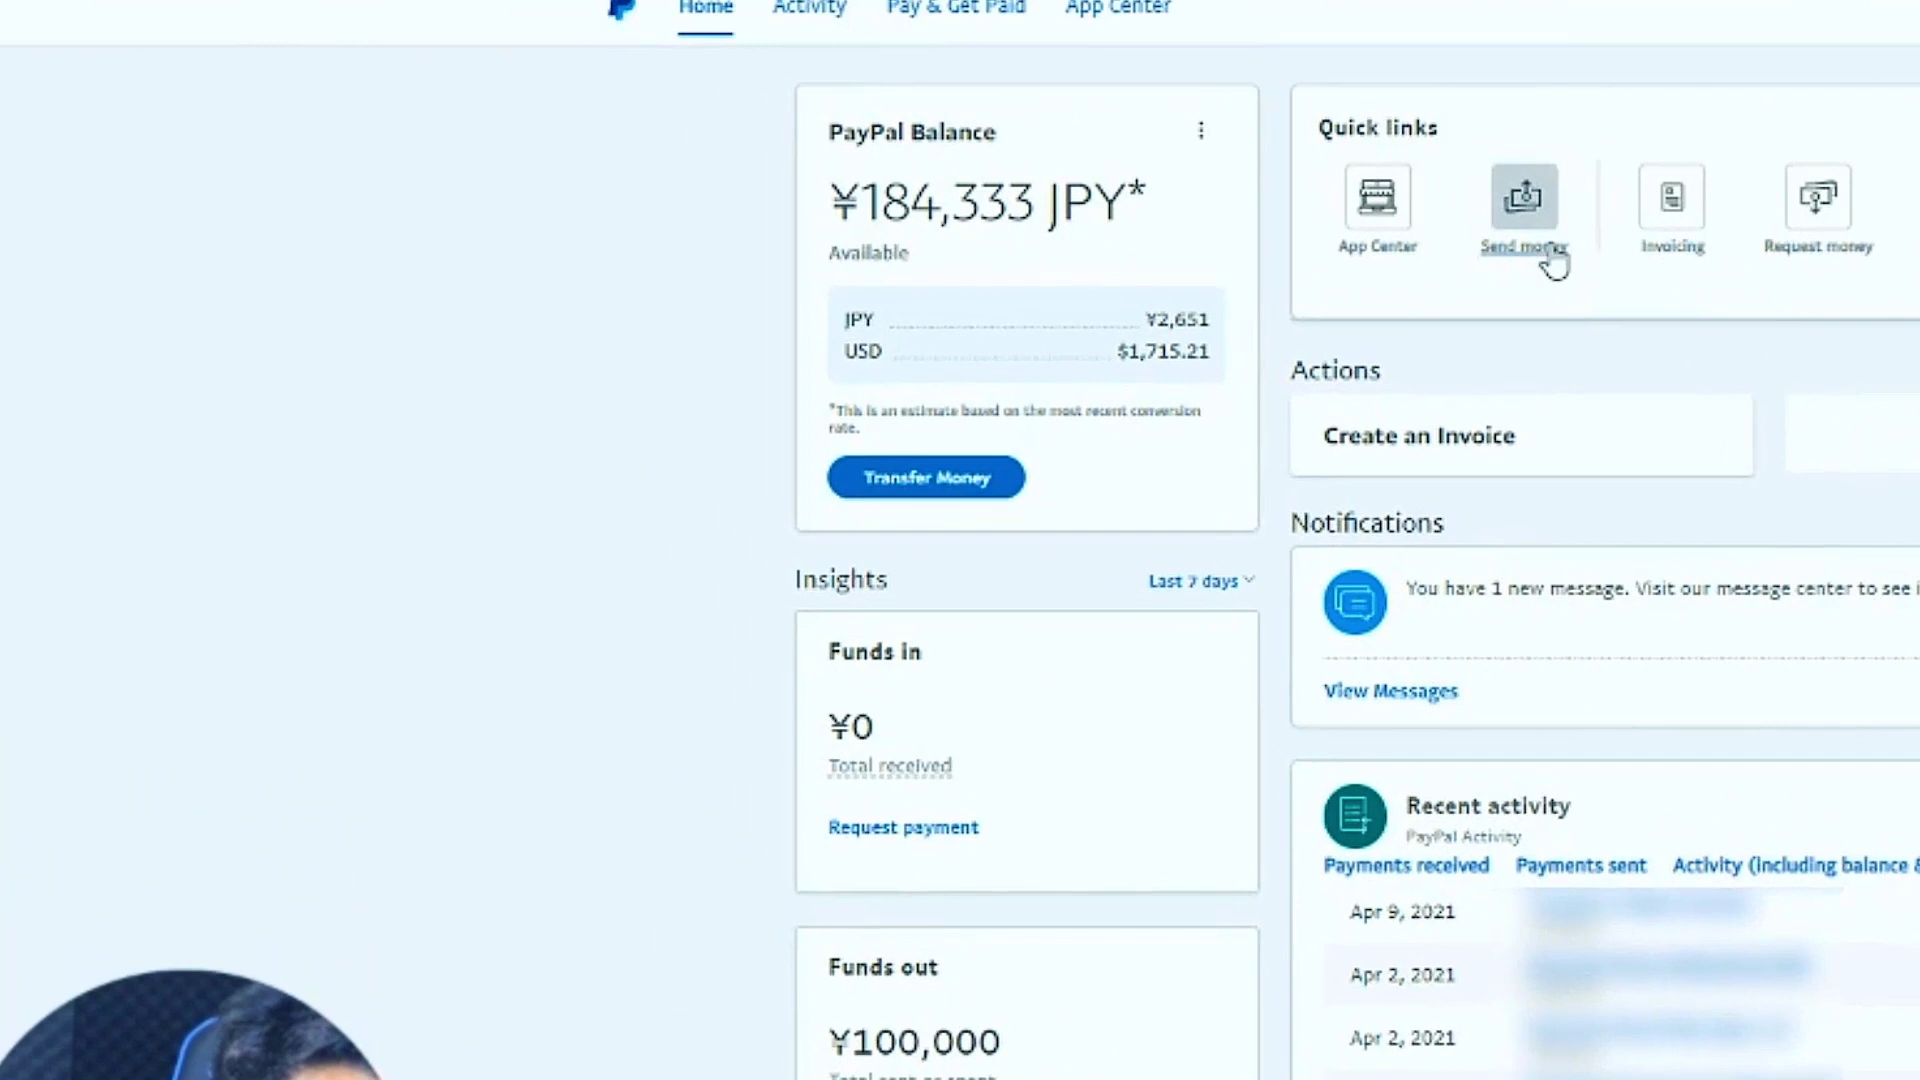 Home Activity Pay & Get Paid App Center
PayPal Balance
¥184,333 JPY*
Available
JPY ¥2,651
USD $1,715.21
*This is an estimate based on the most recent conversion
rate.
Transfer Money
Insights
Last 7 days
Funds in
¥0
Total received
Request payment
Funds out
¥100,000
Quick links
App Center
Send money
Invoicing
Request money
Actions
Create an Invoice
Notifications
You have 1 new message. Visit our message center to see
View Messages
Recent activity
PayPal Activity
Payments received Payments sent Activity (including balance &
Apr 9, 2021
Apr 2, 2021
Apr 2, 2021